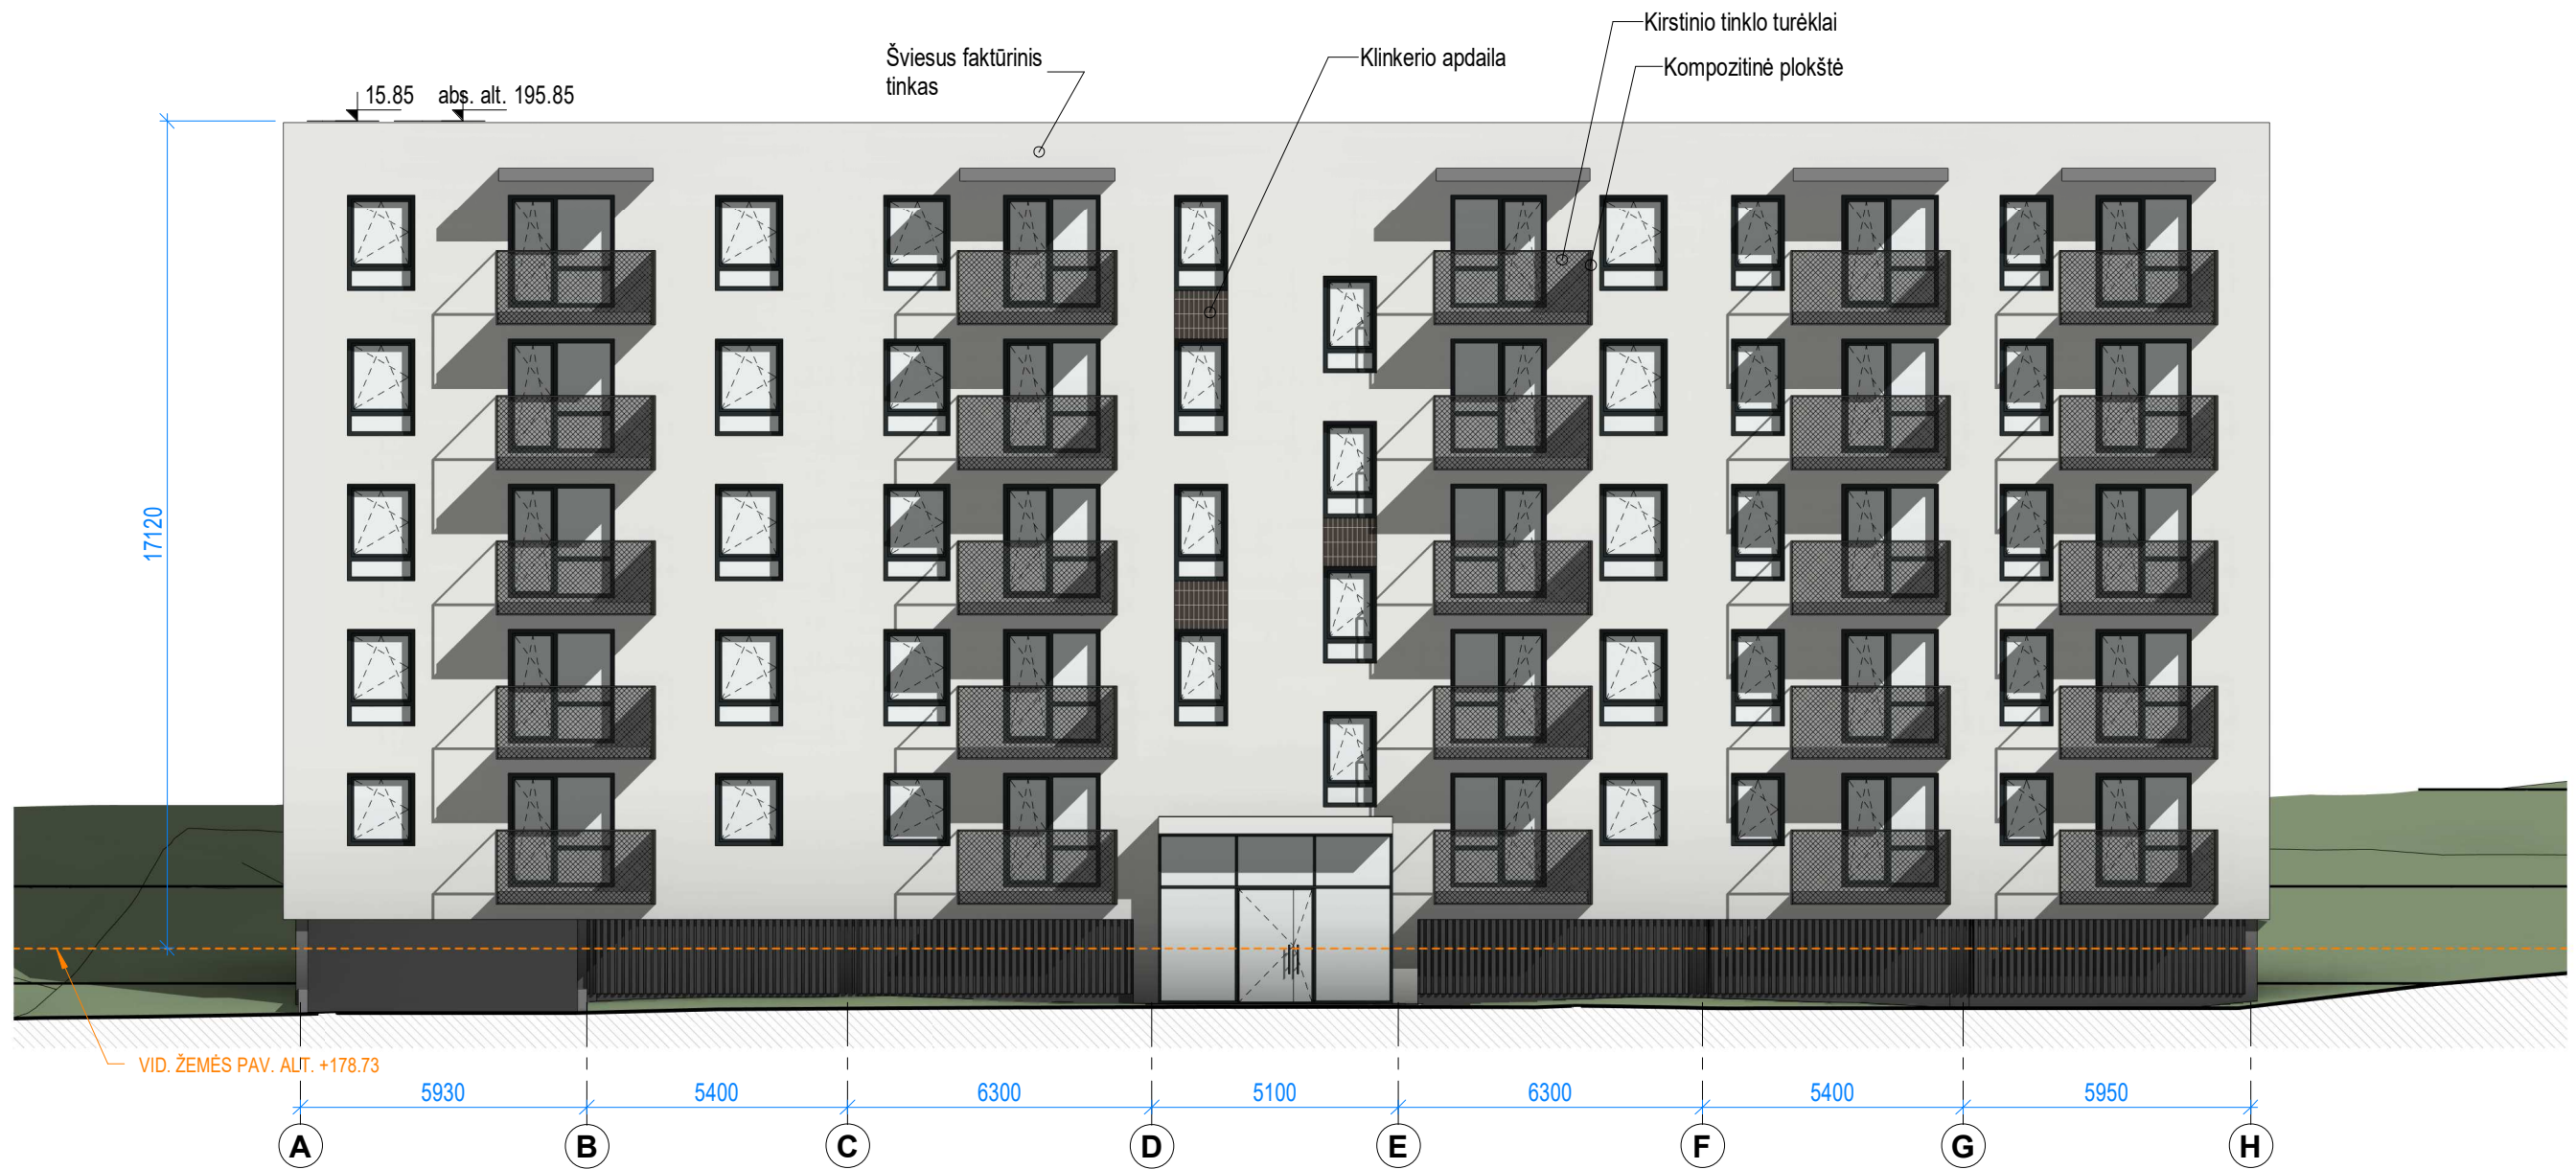 Kirstinio tinklo turėklai
Šviesus faktūrinis
tinkas
Klinkerio apdaila
Kompozitinė plokštė
15.85
abs. alt. 195.85
17120
VID. ŽEMĖS PAV. ALT. +178.73
5930
5400
6300
5100
6300
5400
5950
A
B
C
D
E
F
G
H